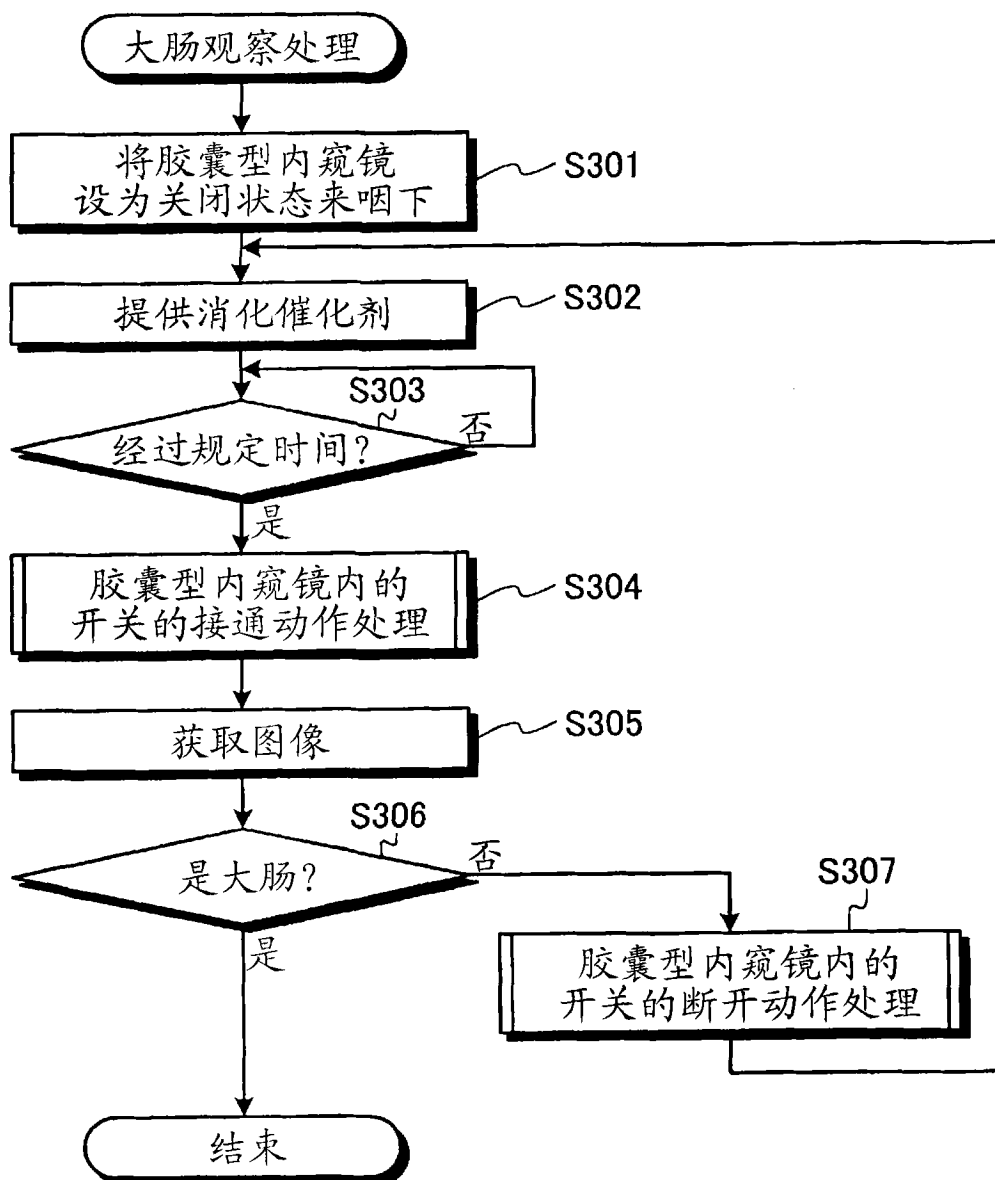 大肠观察处理
将胶囊型内窥镜
设为关闭状态来咽下
S301
提供消化催化剂
S302
S303
经过规定时间?
否
是
胶囊型内窥镜内的
开关的接通动作处理
S304
获取图像
S305
S306
是大肠?
否
是
S307
胶囊型内窥镜内的
开关的断开动作处理
结束